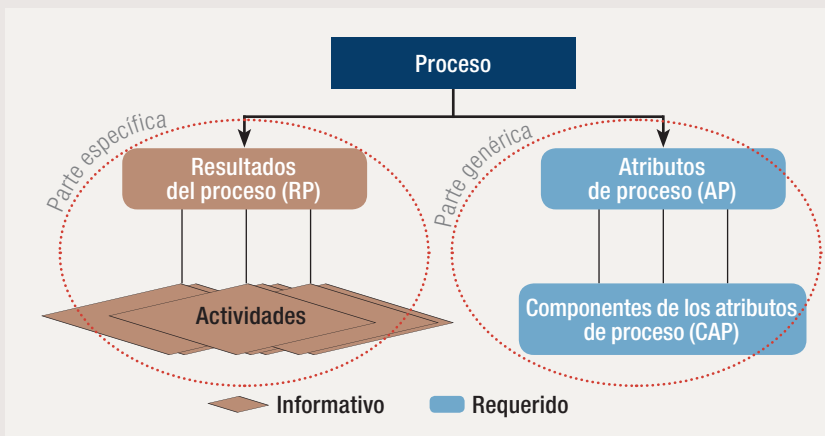 Proceso
Parte específica
Resultados
del proceso (RP)
Actividades
Parte genérica
Atributos
de proceso (AP)
Componentes de los atributos
de proceso (CAP)
Informativo
Requerido